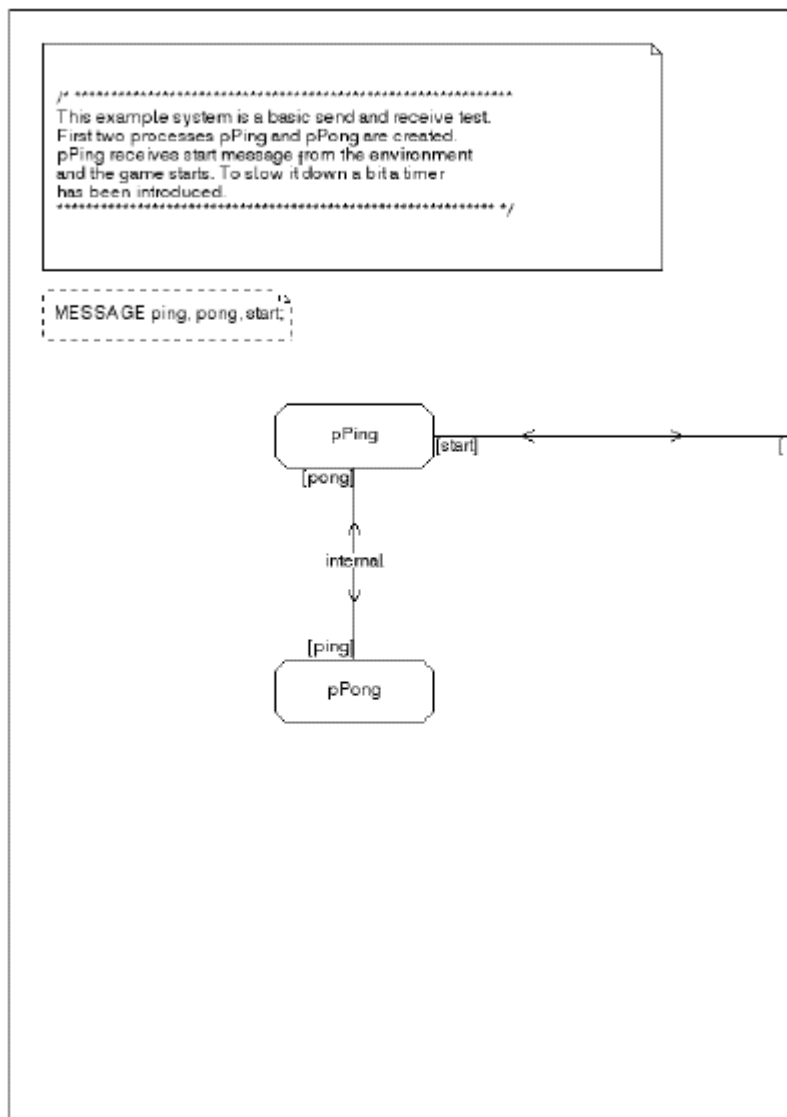 /* ************************************************************
This example system is a basic send and receive test.
First two processes pPing and pPong are created.
pPing receives start message from the environment
and the game starts. To slow it down a bit a timer
has been introduced.
************************************************************ */
MESSAGE ping, pong, start;
pPing
[start]
[
[pong]
internal
[ping]
pPong